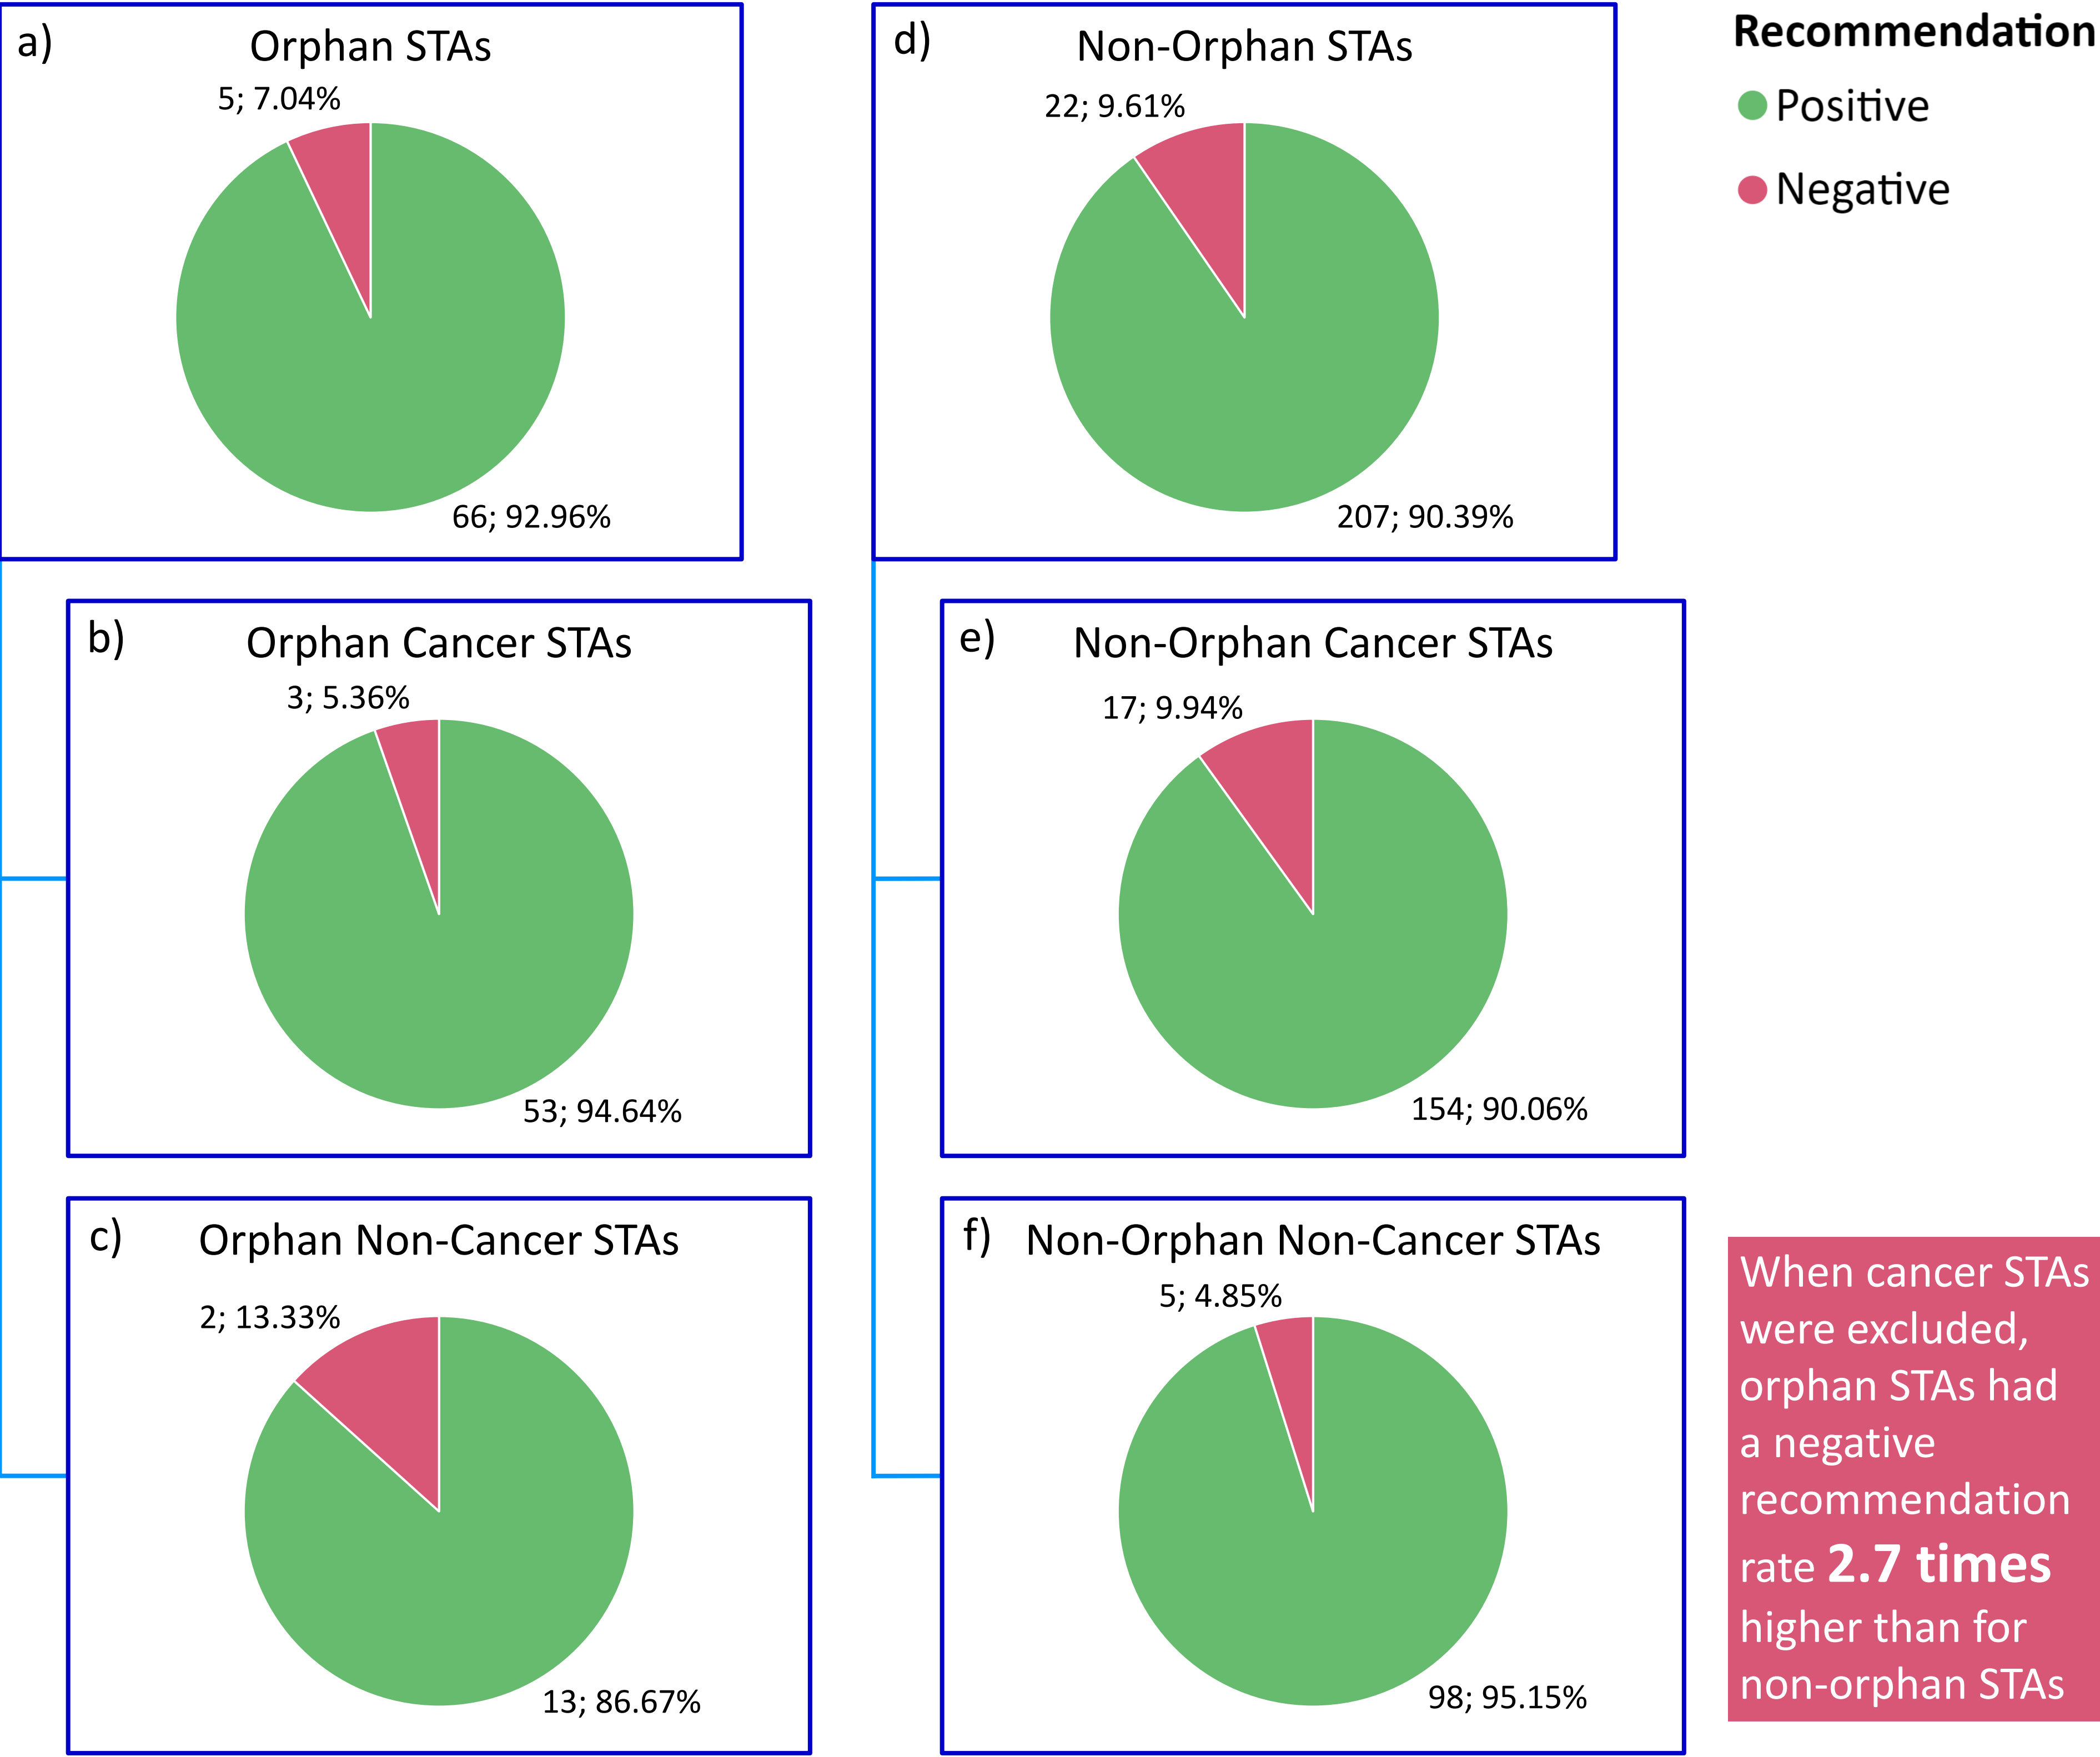 a)
Orphan STAs
5; 7.04%
66; 92.96%
b)
Orphan Cancer STAs
3; 5.36%
53; 94.64%
c)
Orphan Non-Cancer STAs
2; 13.33%
13; 86.67%
d)
Non-Orphan STAs
22; 9.61%
207; 90.39%
e)
Non-Orphan Cancer STAs
17; 9.94%
154; 90.06%
f)
Non-Orphan Non-Cancer STAs
5; 4.85%
98; 95.15%
Recommendation
Positive
Negative
When cancer STAs
were excluded,
orphan STAs had
a negative
recommendation
rate 2.7 times
higher than for
non-orphan STAs